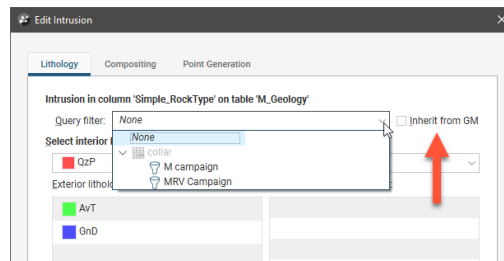 Edit Intrusion
Lithology Compositing Point Generation
Intrusion in column 'Simple_RockType' on table 'M_Geology'
Query filter: None Inherit from GM
None
Select interior
collar
QzP
M campaign
MRV Campaign
Exterior
AvT
GnD